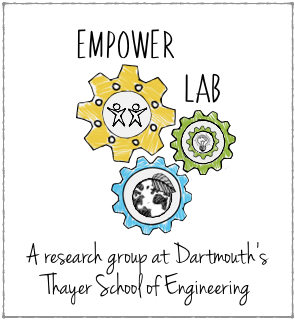 EMPOWER
LAB
A research group at Dartmouth's
Thayer School of Engineering